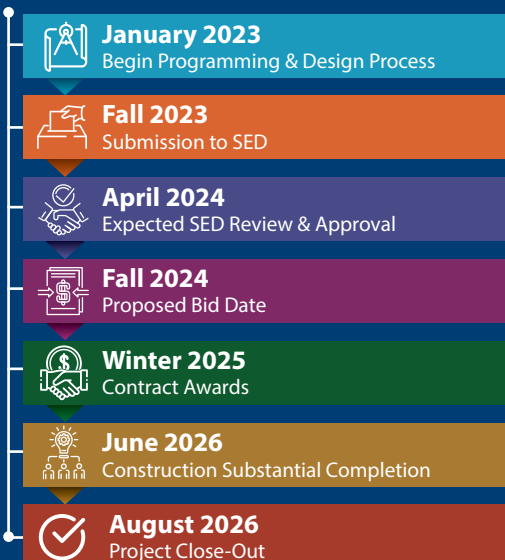 January 2023
Begin Programming & Design Process
Fall 2023
Submission to SED
April 2024
Expected SED Review & Approval
Fall 2024
Proposed Bid Date
Winter 2025
Contract Awards
June 2026
Construction Substantial Completion
August 2026
Project Close-Out